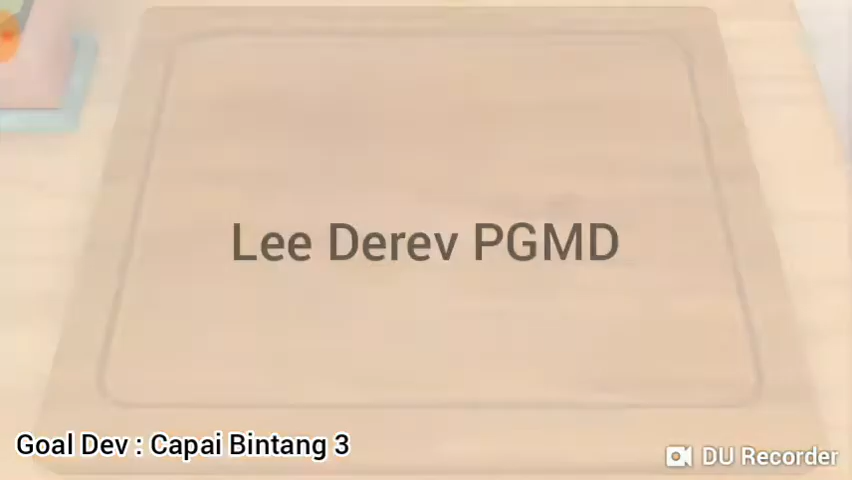 Lee Derev PGMD
Goal Dev : Capai Bintang 3
DU Recorder